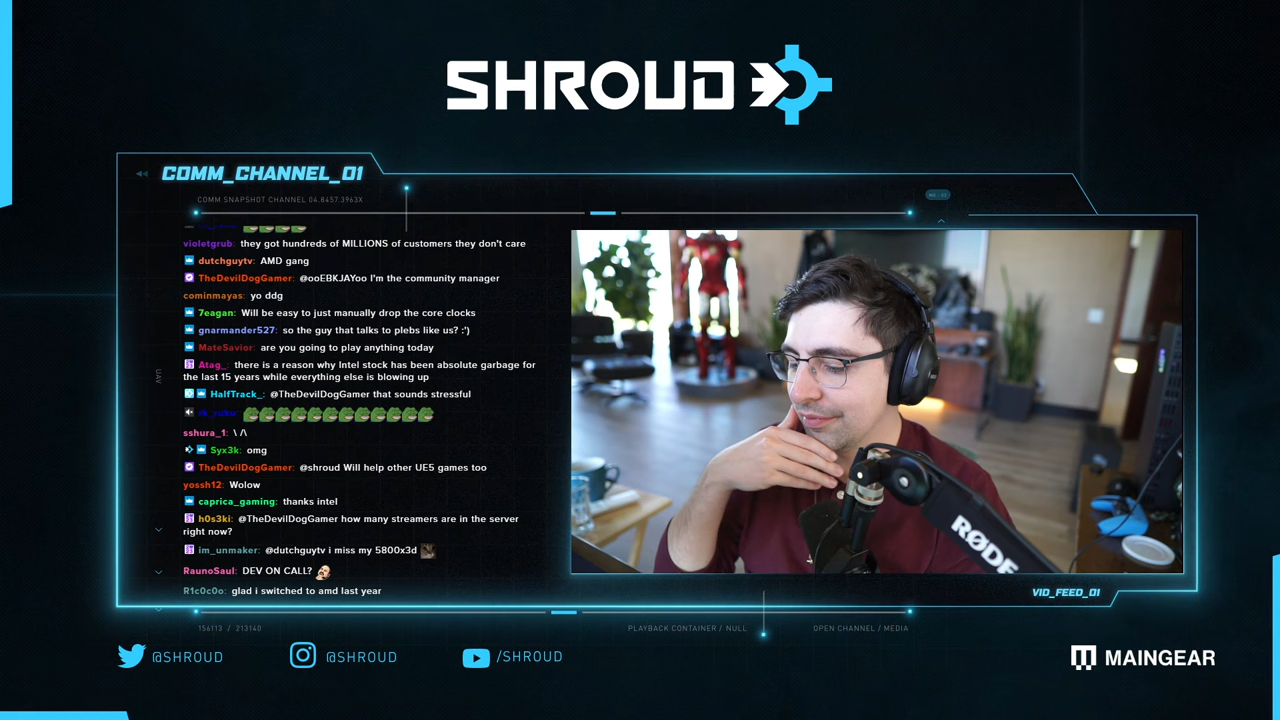 SHROUD
COMM_CHANNEL_01
COMM SNAPSHOT CHANNEL 04.8457.3963X
violetgrub: they got hundreds of MILLIONS of customers they don't care
dutchguytv: AMD gang
TheDevilDogGamer: @ooEBKJAYoo I'm the community manager
cominmayas: yo ddg
7eagan: Will be easy to just manually drop the core clocks
gnarmander527: so the guy that talks to plebs like us? :')
MateSavior: are you going to play anything today
Atag_: there is a reason why Intel stock has been absolute garbage for
the last 15 years while everything else is blowing up
UAV
HalfTrack_: @TheDevilDogGamer that sounds stressful
sshura_1: \ /\
Syx3k: omg
TheDevilDogGamer: @shroud Will help other UE5 games too
yossh12: Wolow
caprica_gaming: thanks intel
h0s3ki: @TheDevilDogGamer how many streamers are in the server
right now?
im_unmaker: @dutchguytv i miss my 5800x3d
RaunoSaul: DEV ON CALL?
R1c0c0o: glad i switched to amd last year
RØDE
VID_FEED_01
156113 / 213140
PLAYBACK CONTAINER / NULL
OPEN CHANNEL / MEDIA
@SHROUD
@SHROUD
/SHROUD
MAINGEAR